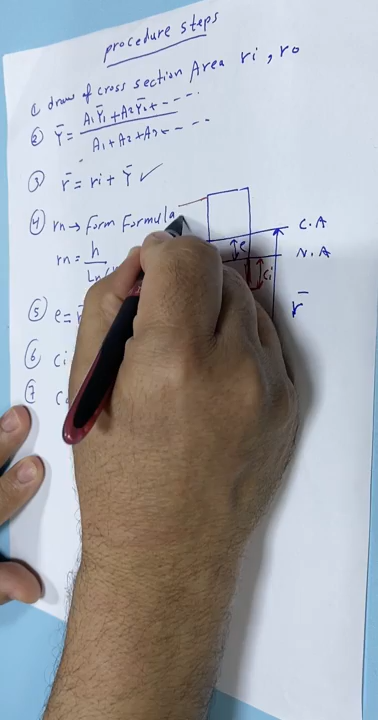 procedure steps
① draw of cross section Area ri , ro
② Ȳ = A1Ȳ1 + A2Ȳ2 + - - - -
A1 + A2 + A3 + - - - -
③ r̄ = ri + Ȳ ✓
④ rn → Form Formula
rn = h
Ln(
C.A
e
N.A
ci
r̄
⑤ e =
⑥ ci
⑦